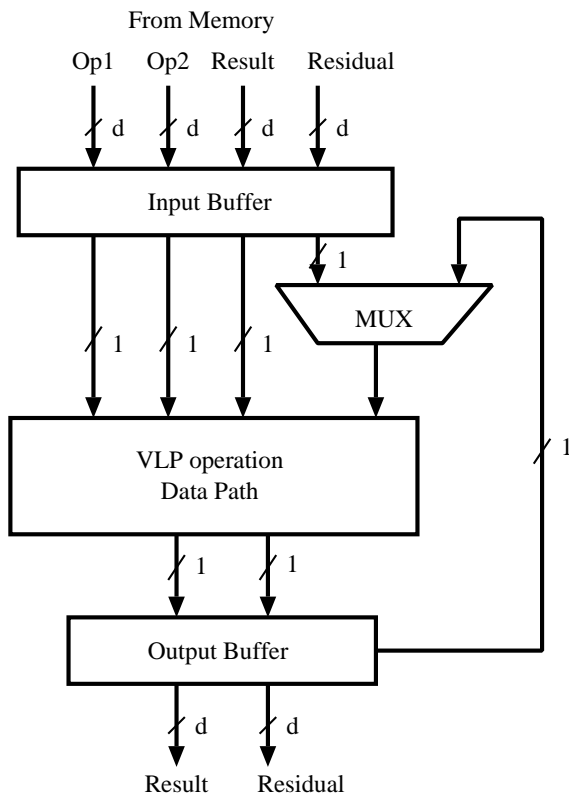 From Memory
Op1 Op2 Result Residual
d d d d
Input Buffer
1
MUX
1 1 1
VLP operation
Data Path
1
1 1
Output Buffer
d d
Result Residual